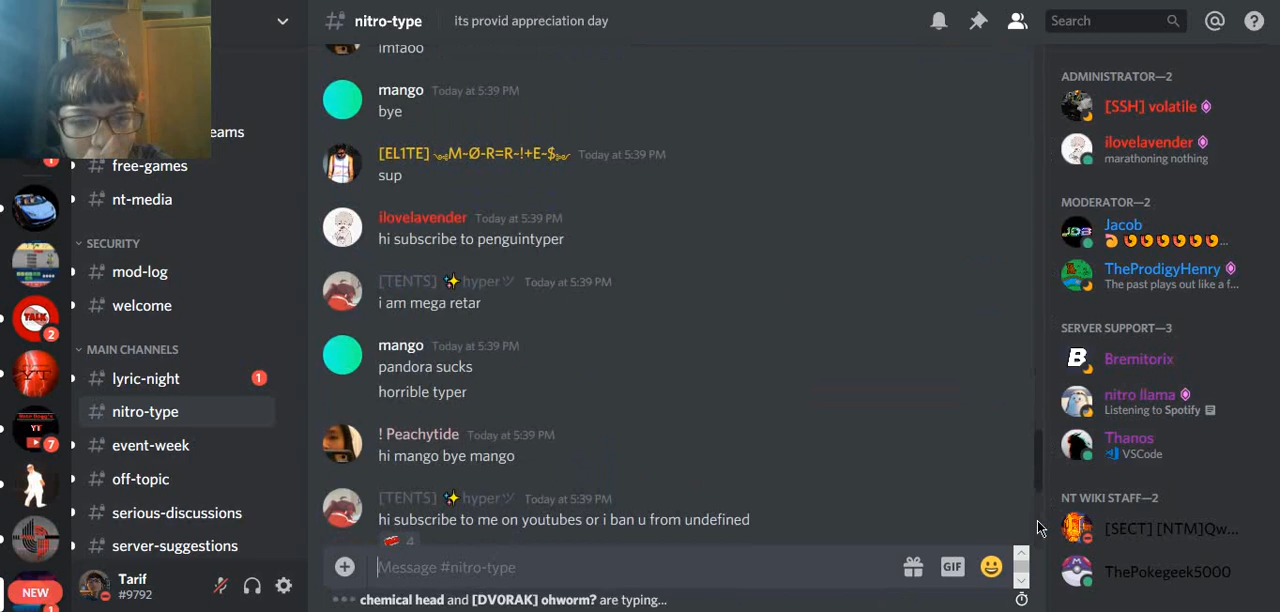 nitro-type
its provid appreciation day
Search
eams
free-games
nt-media
SECURITY
mod-log
welcome
MAIN CHANNELS
lyric-night
1
nitro-type
event-week
off-topic
serious-discussions
server-suggestions
2
7
NEW
Tarif
#9792
lmfaoo
mango Today at 5:39 PM
bye
[EL1TE] ༺M~Ø~R=R~!+E~$༻ Today at 5:39 PM
sup
ilovelavender Today at 5:39 PM
hi subscribe to penguintyper
[TENTS] ✨ hyperツ Today at 5:39 PM
i am mega retar
mango Today at 5:39 PM
pandora sucks
horrible typer
! Peachytide Today at 5:39 PM
hi mango bye mango
[TENTS] ✨ hyperツ Today at 5:39 PM
hi subscribe to me on youtubes or i ban u from undefined
4
Message #nitro-type
GIF
chemical head and [DV0RAK] ohworm? are typing...
ADMINISTRATOR—2
[SSH] volatile
ilovelavender
marathoning nothing
MODERATOR—2
Jacob
TheProdigyHenry
The past plays out like a f...
SERVER SUPPORT—3
Bremitorix
nitro llama
Listening to Spotify
Thanos
VSCode
NT WIKI STAFF—2
[SECT] [NTM]Qw...
ThePokegeek5000